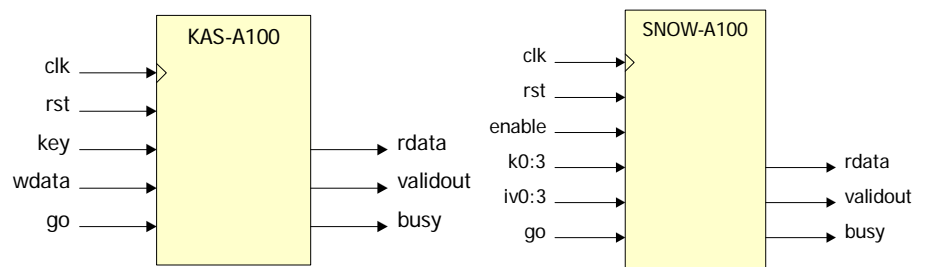 KAS-A100
clk
rst
key
wdata
go
rdata
validout
busy
SNOW-A100
clk
rst
enable
k0:3
iv0:3
go
rdata
validout
busy